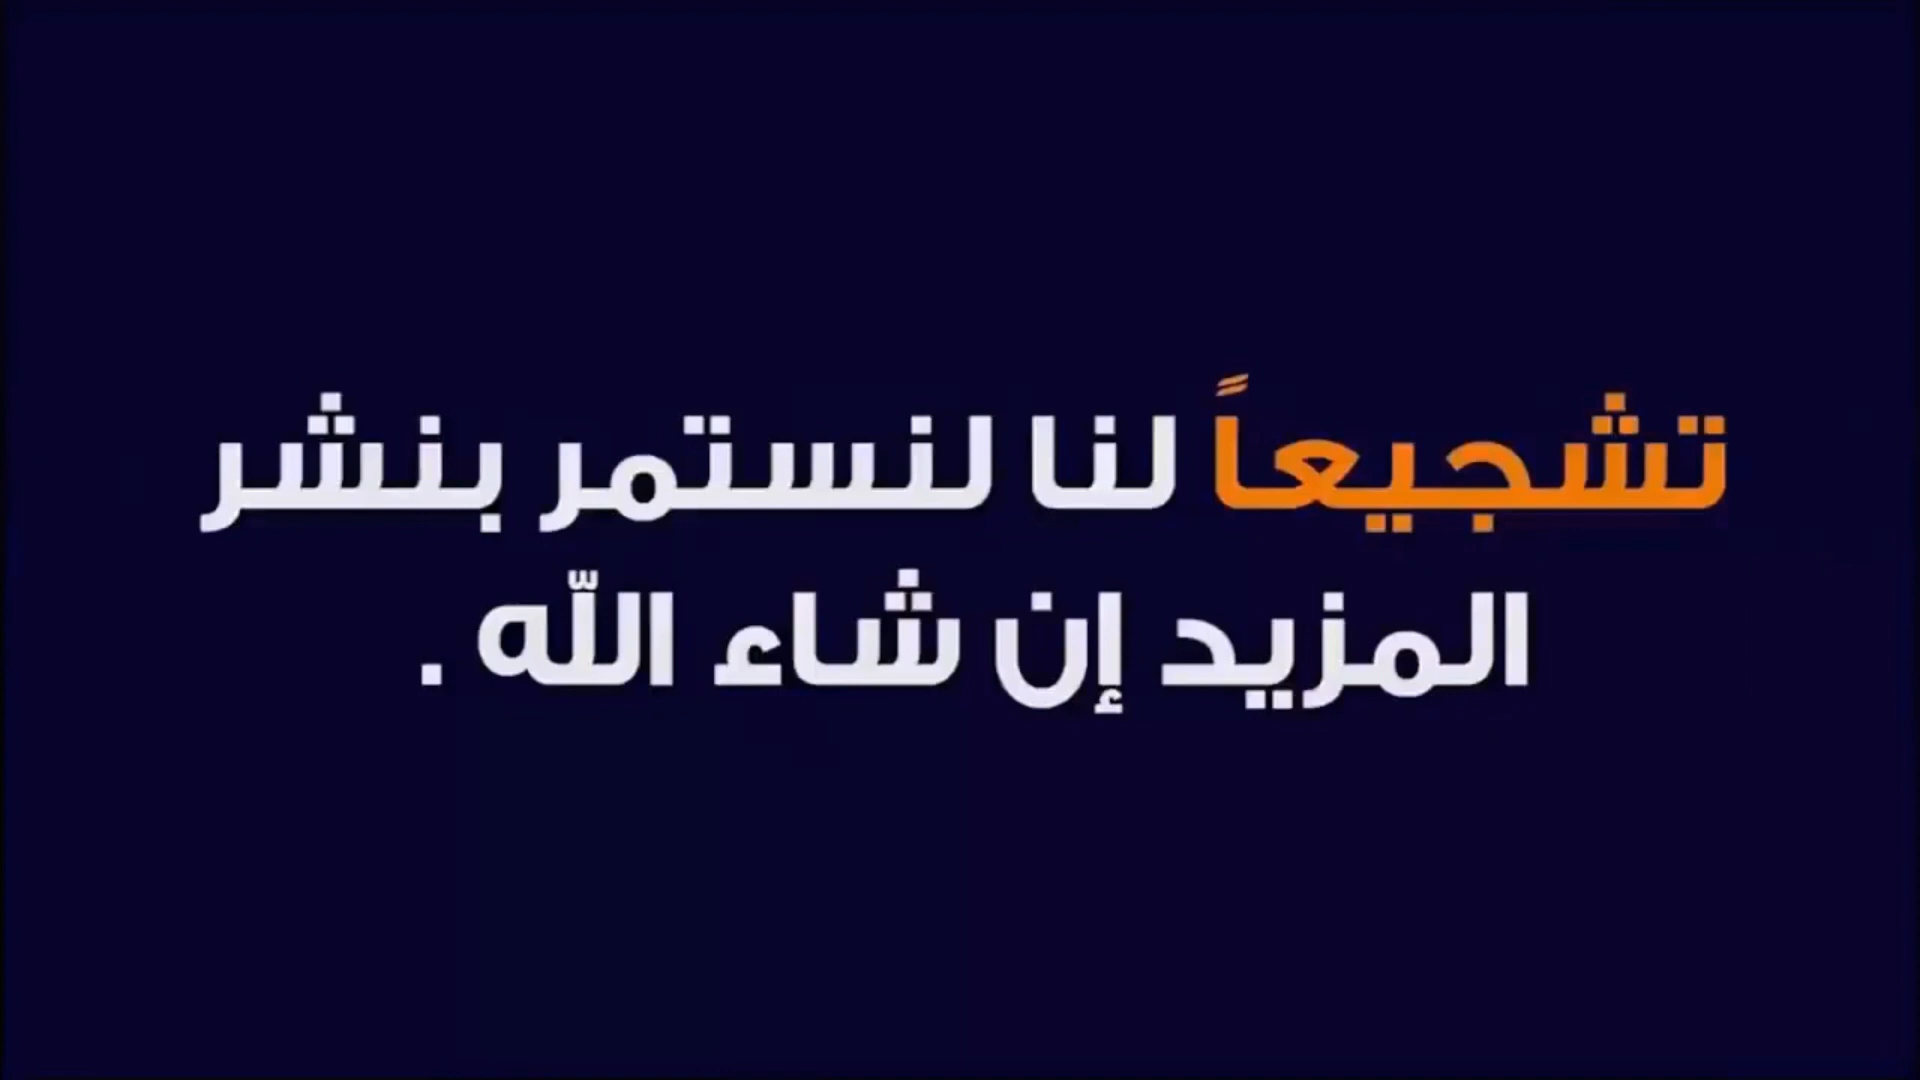 تشجيعاً لنا لنستمر بنشر
المزيد إن شاء اللّه .